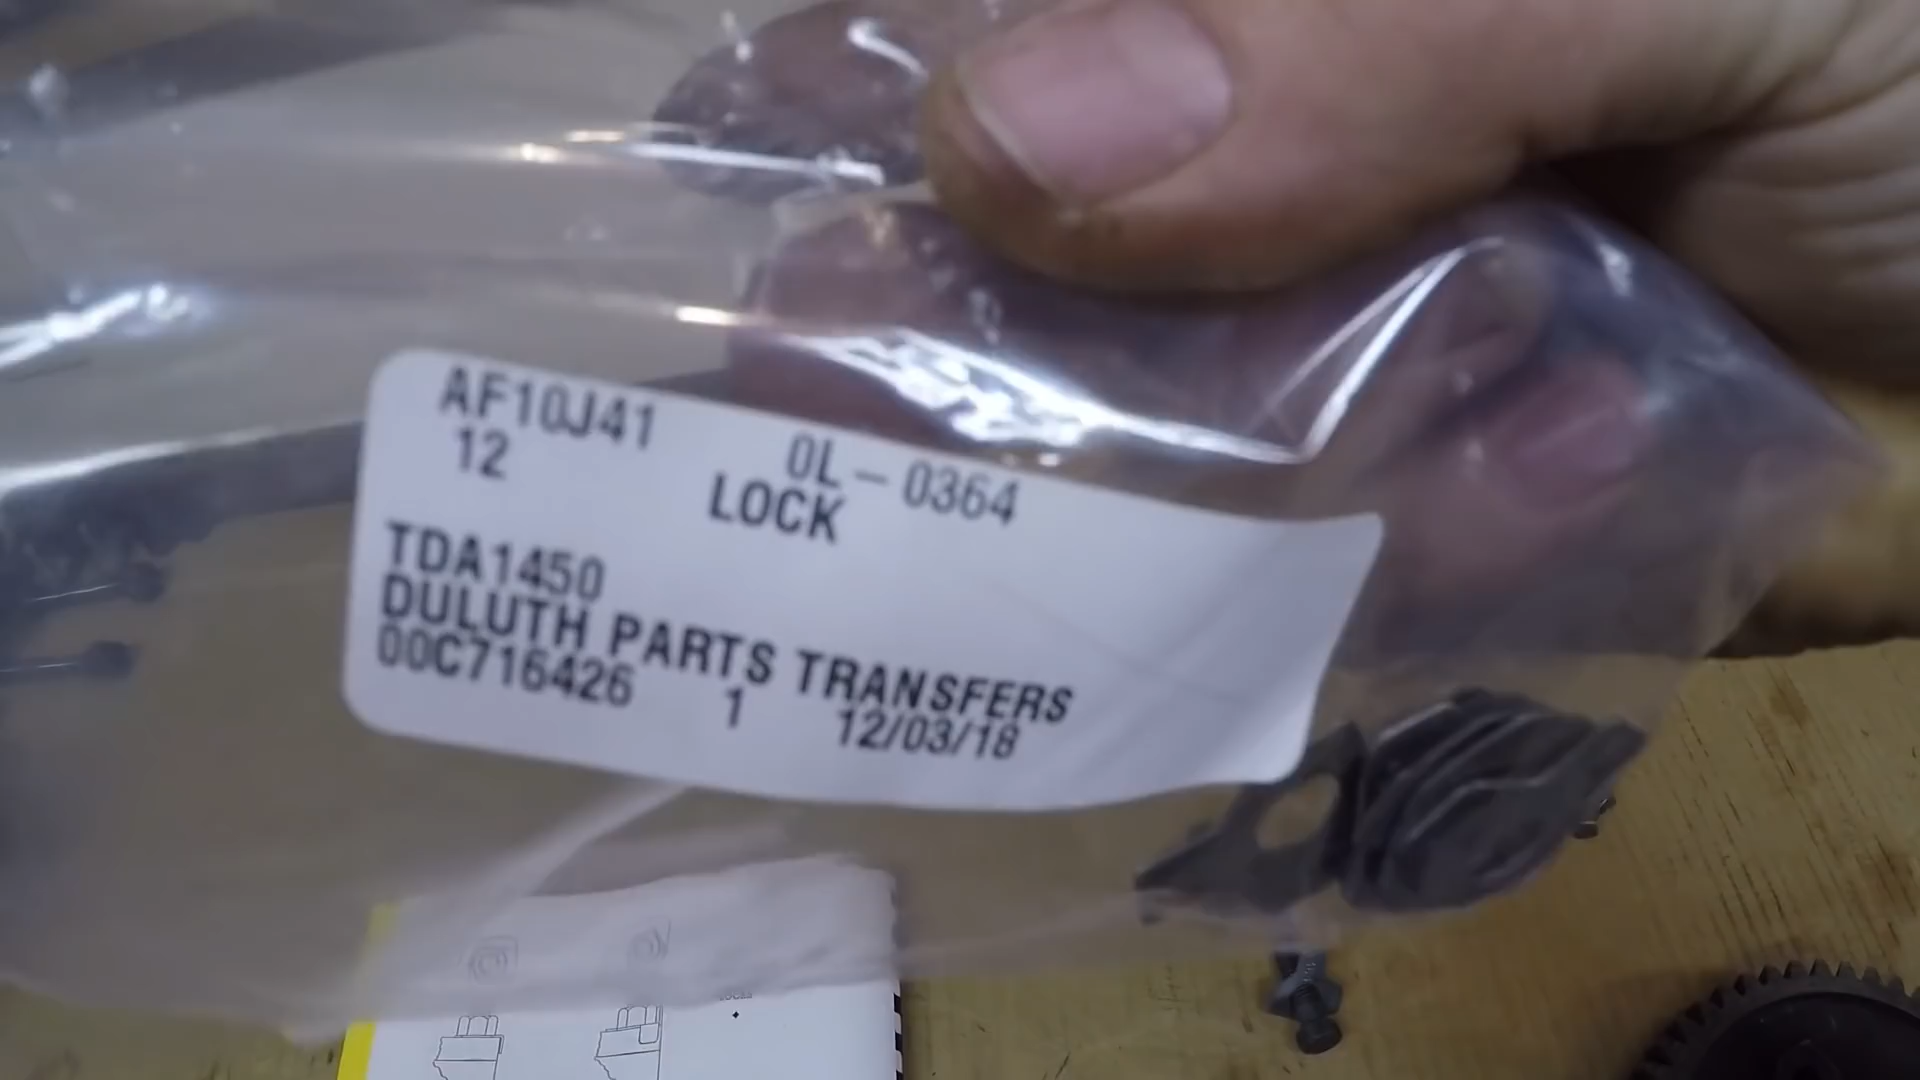 AF10J41
12 0L-0364
LOCK
TDA1450
DULUTH PARTS TRANSFERS
00C716426 1 12/03/18